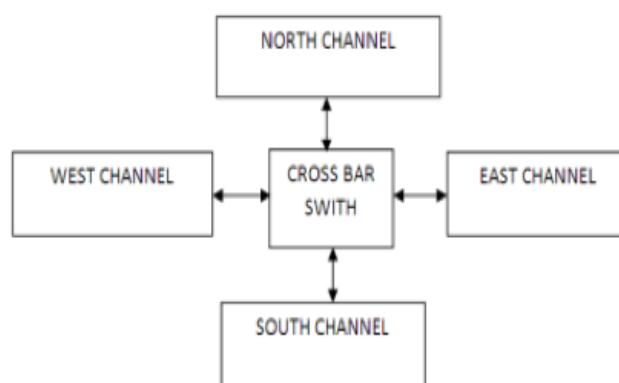 NORTH CHANNEL
WEST CHANNEL
CROSS BAR
SWITH
EAST CHANNEL
SOUTH CHANNEL